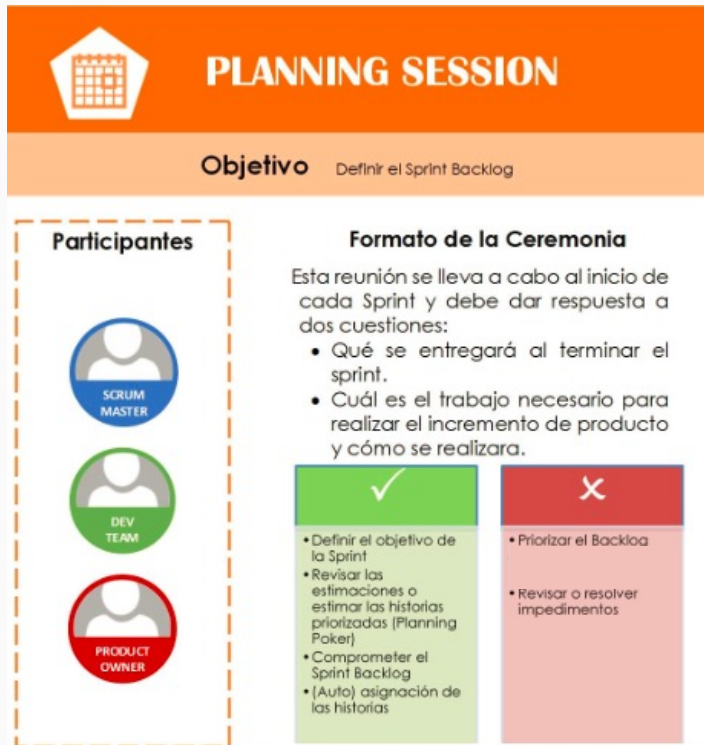 PLANNING SESSION
Objetivo Definir el Sprint Backlog
Participantes
SCRUM
MASTER
DEV
TEAM
PRODUCT
OWNER
Formato de la Ceremonia
Esta reunión se lleva a cabo al inicio de
cada Sprint y debe dar respuesta a
dos cuestiones:
• Qué se entregará al terminar el
sprint.
• Cuál es el trabajo necesario para
realizar el incremento de producto
y cómo se realizara.
• Definir el objetivo de
la Sprint
• Revisar las
estimaciones o
estimar las historias
priorizadas (Planning
Poker)
• Comprometer el
Sprint Backlog
• (Auto) asignación de
las historias
• Priorizar el Backlog
• Revisar o resolver
impedimentos